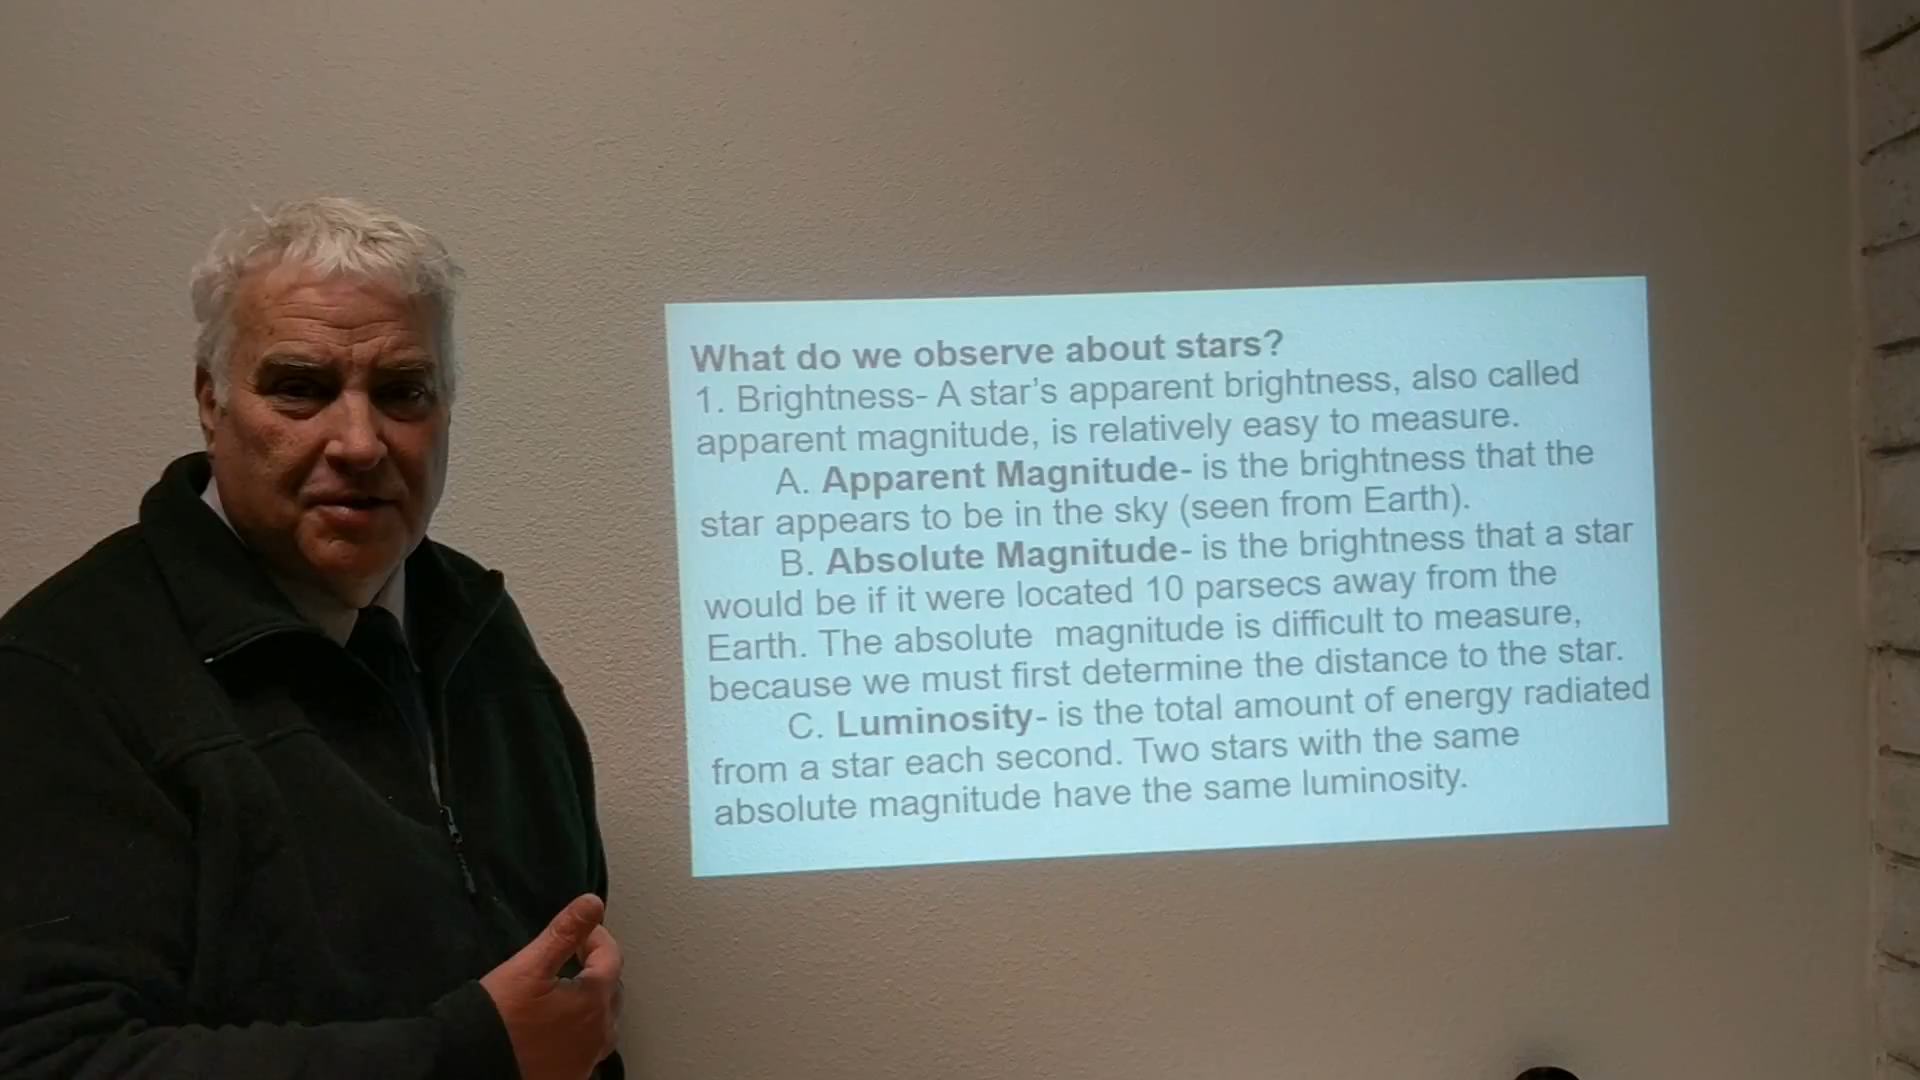 What do we observe about stars?
1. Brightness- A star's apparent brightness, also called
apparent magnitude, is relatively easy to measure.
A. Apparent Magnitude- is the brightness that the
star appears to be in the sky (seen from Earth).
B. Absolute Magnitude- is the brightness that a star
would be if it were located 10 parsecs away from the
Earth. The absolute  magnitude is difficult to measure,
because we must first determine the distance to the star.
C. Luminosity- is the total amount of energy radiated
from a star each second. Two stars with the same
absolute magnitude have the same luminosity.